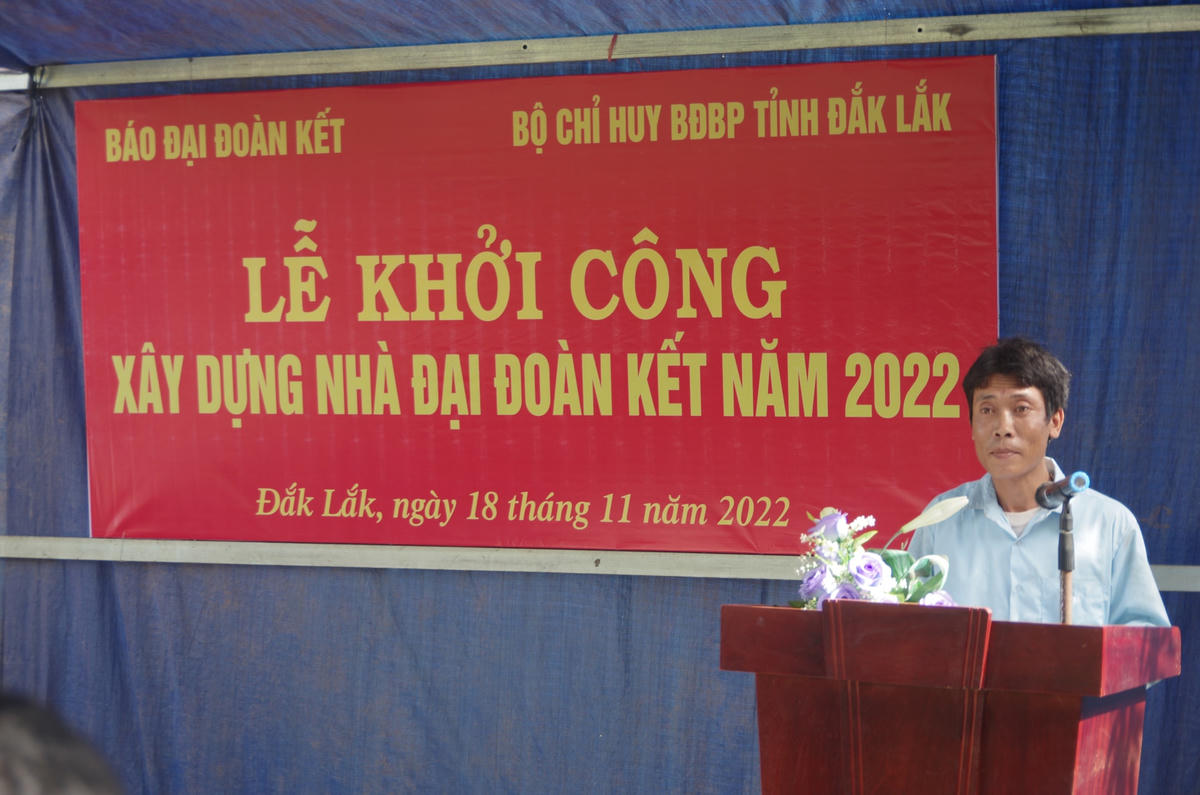 BÁO ĐẠI ĐOÀN KẾT
BỘ CHỈ HUY BĐBP TỈNH ĐẮK LẮK
LỄ KHỞI CÔNG
XÂY DỰNG NHÀ ĐẠI ĐOÀN KẾT NĂM 2022
Đắk Lắk, ngày 18 tháng 11 năm 2022